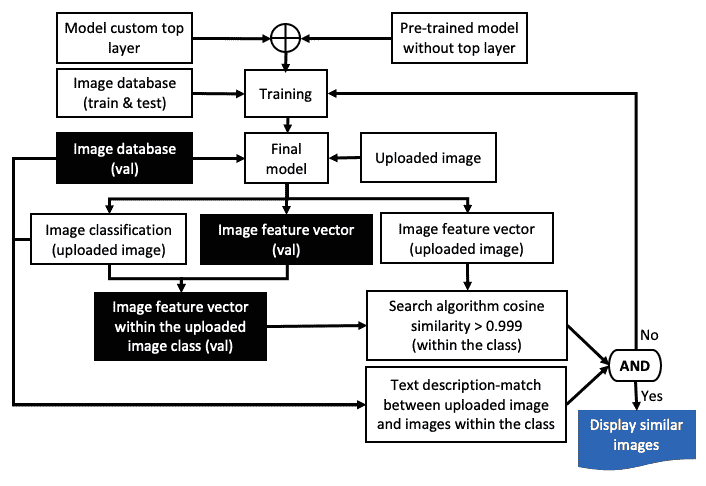 Model custom top
layer
Pre-trained model
without top layer
Image database
(train & test)
Training
Image database
(val)
Final
model
Uploaded image
Image classification
(uploaded image)
Image feature vector
(val)
Image feature vector
(uploaded image)
Image feature vector
within the uploaded
image class (val)
Search algorithm cosine
similarity > 0.999
(within the class)
No
AND
Yes
Text description-match
between uploaded image
and images within the class
Display similar
images